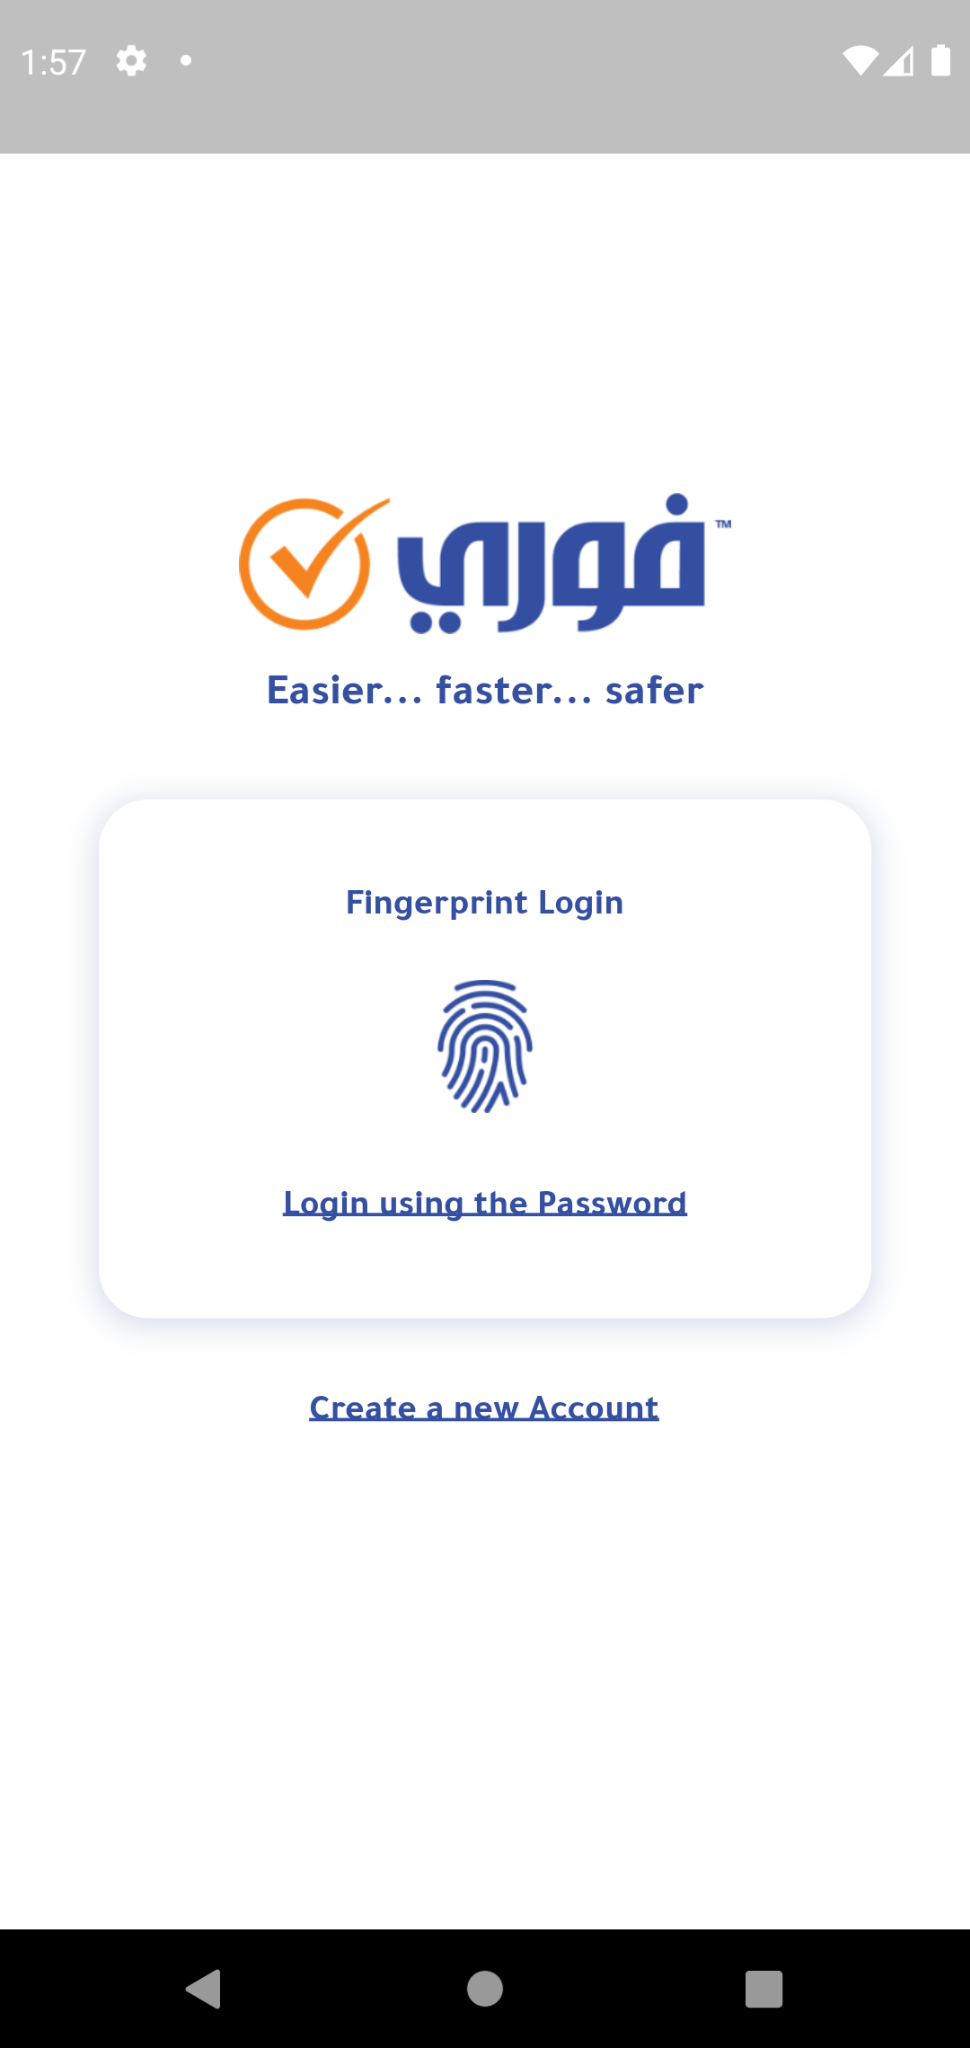 1:57
فوري ™
Easier... faster... safer
Fingerprint Login
Login using the Password
Create a new Account